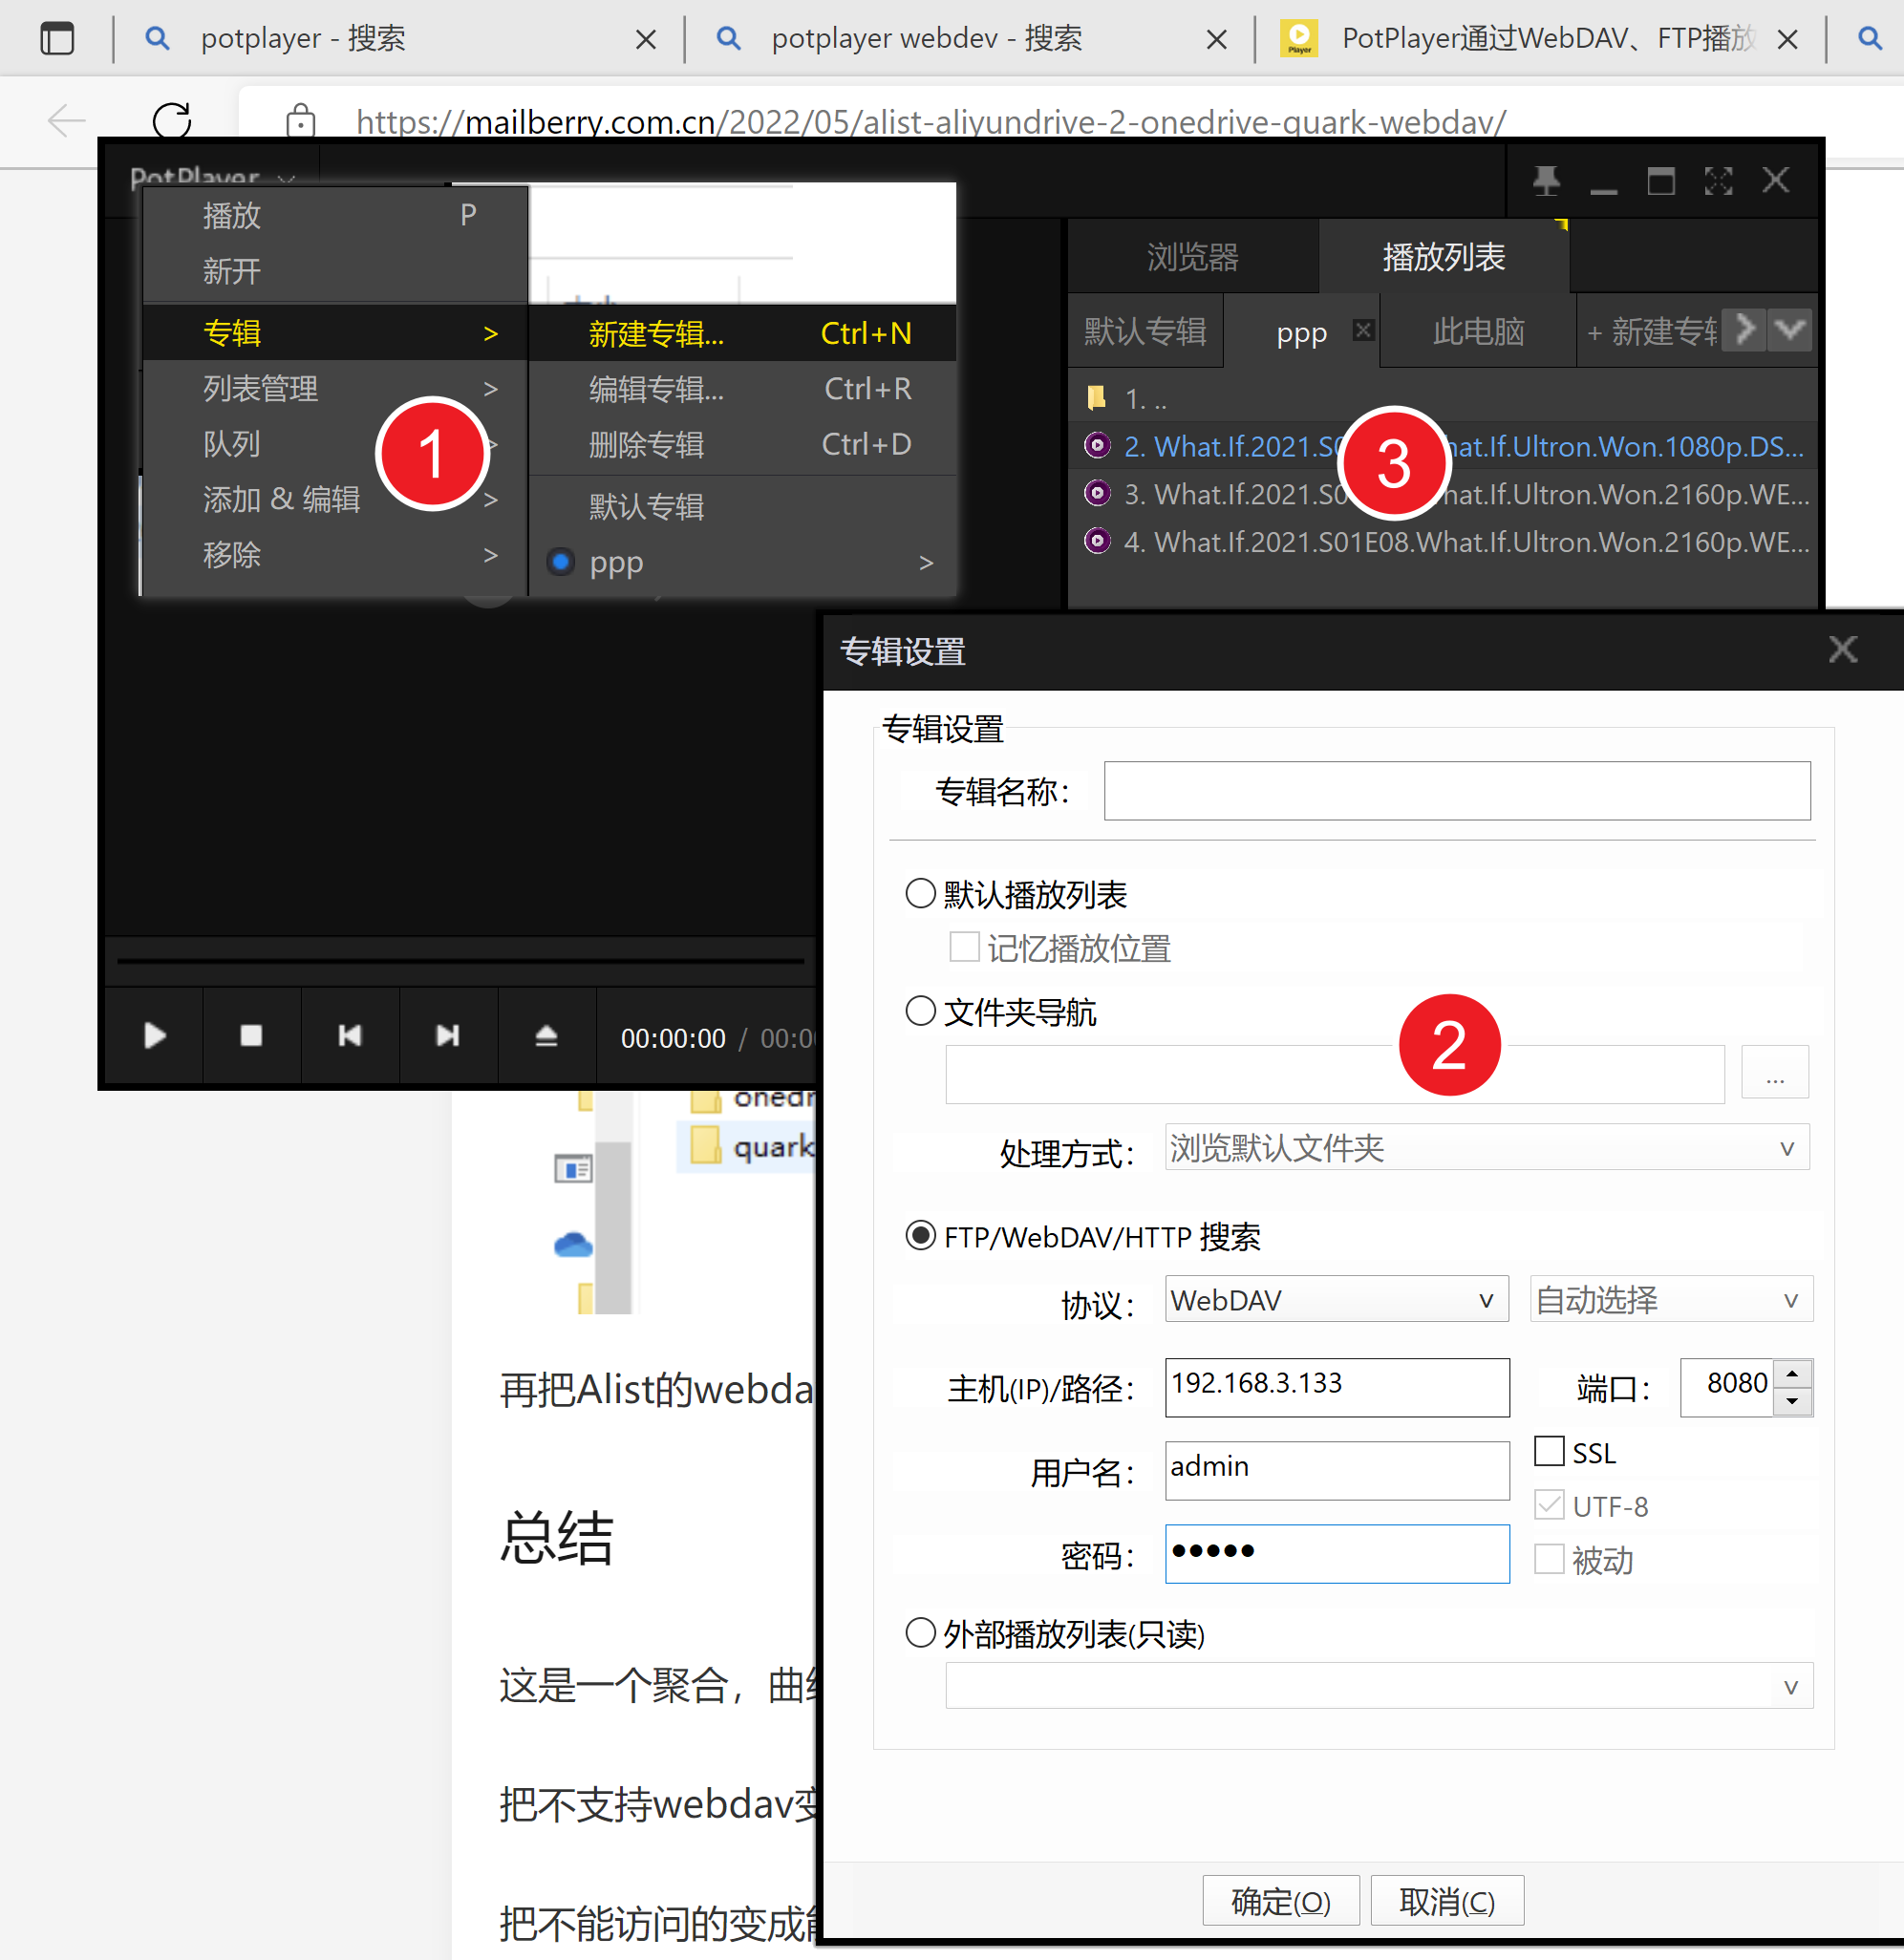 potplayer - 搜索
potplayer webdev - 搜索
PotPlayer通过WebDAV、FTP播放
https://mailberry.com.cn/2022/05/alist-aliyundrive-2-onedrive-quark-webdav/
PotPlayer
播放 P
新开
专辑 >
列表管理 >
队列 >
添加 & 编辑 >
移除 >
新建专辑... Ctrl+N
编辑专辑... Ctrl+R
删除专辑 Ctrl+D
默认专辑
ppp >
1
浏览器
播放列表
默认专辑
ppp
此电脑
+ 新建专辑
1. ..
2. What.If.2021.S0 hat.If.Ultron.Won.1080p.DS...
3. What.If.2021.S0 hat.If.Ultron.Won.2160p.WE...
4. What.If.2021.S01E08.What.If.Ultron.Won.2160p.WE...
3
00:00:00 / 00:0
专辑设置
专辑设置
专辑名称：
默认播放列表
记忆播放位置
文件夹导航
2
...
处理方式： 浏览默认文件夹
FTP/WebDAV/HTTP 搜索
协议： WebDAV 自动选择
主机(IP)/路径： 192.168.3.133 端口： 8080
用户名： admin
SSL
UTF-8
密码： •••••
被动
外部播放列表(只读)
确定(O)
取消(C)
onedr
quark
再把Alist的webda
总结
这是一个聚合，曲
把不支持webdav变
把不能访问的变成